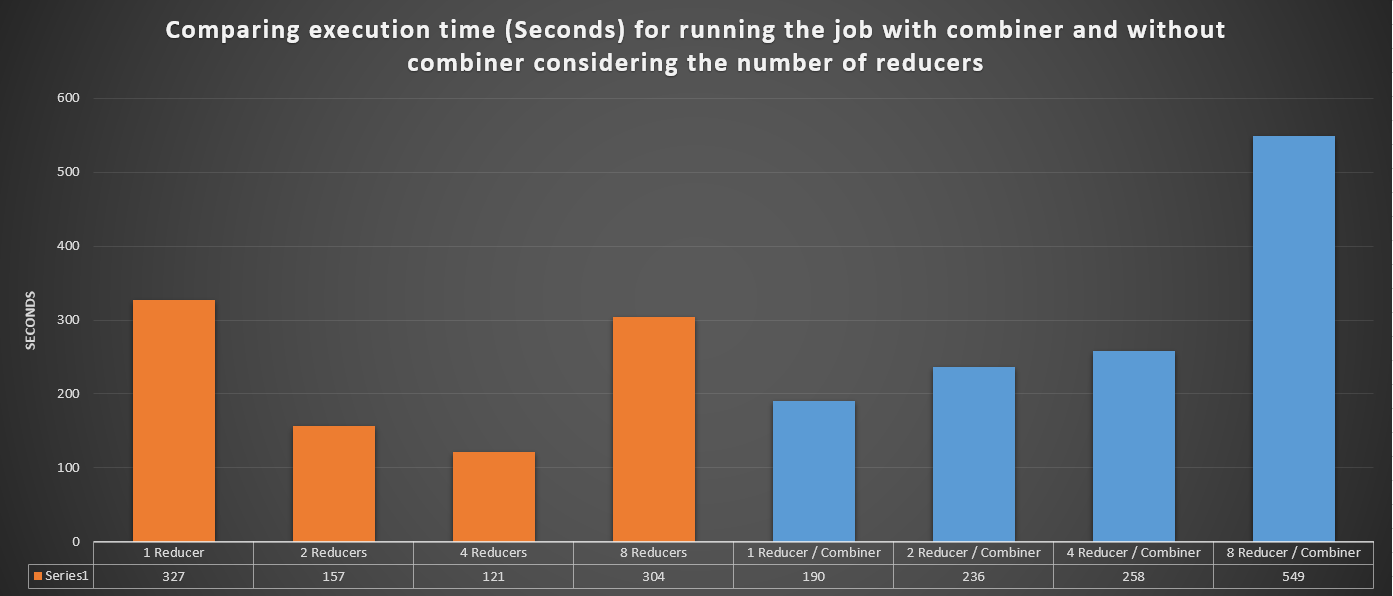 Comparing execution time (Seconds) for running the job with combiner and without
combiner considering the number of reducers
600
500
400
300
200
100
0
SECONDS
1 Reducer 2 Reducers 4 Reducers 8 Reducers 1 Reducer / Combiner 2 Reducer / Combiner 4 Reducer / Combiner 8 Reducer / Combiner
Series1 327 157 121 304 190 236 258 549